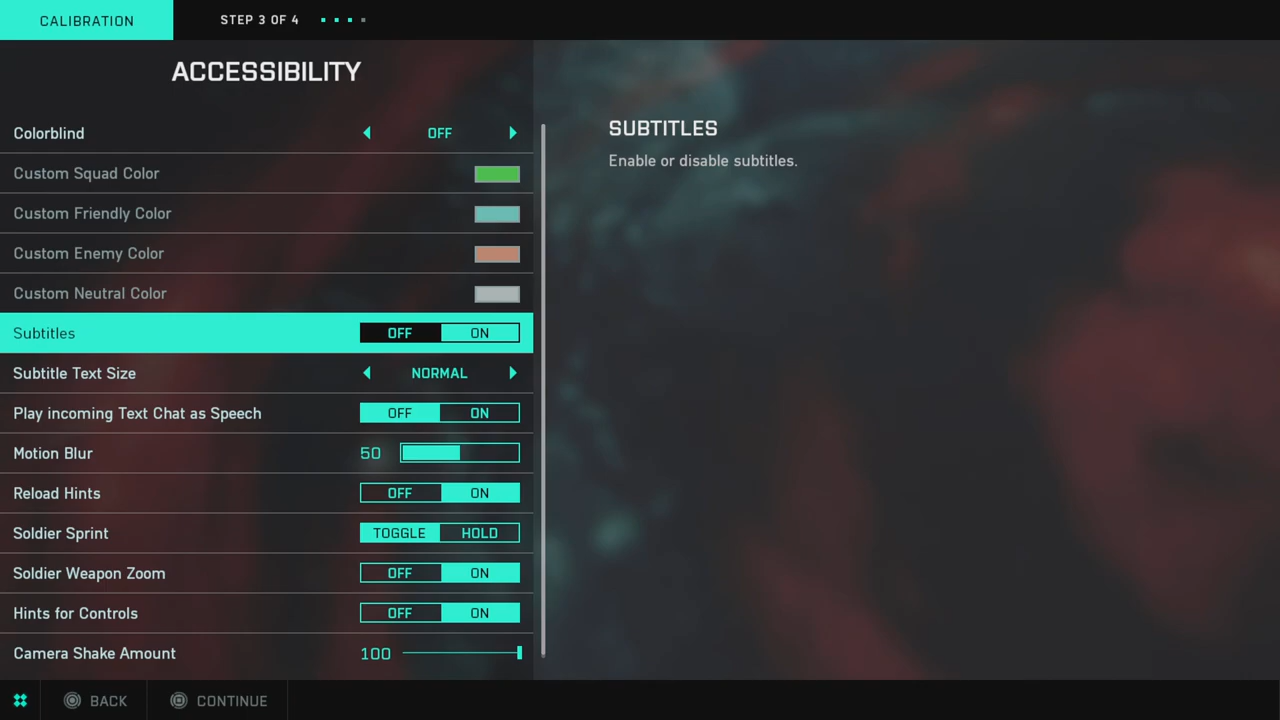 CALIBRATION
STEP 3 OF 4
ACCESSIBILITY
Colorblind OFF
Custom Squad Color
Custom Friendly Color
Custom Enemy Color
Custom Neutral Color
Subtitles OFF ON
Subtitle Text Size NORMAL
Play incoming Text Chat as Speech OFF ON
Motion Blur 50
Reload Hints OFF ON
Soldier Sprint TOGGLE HOLD
Soldier Weapon Zoom OFF ON
Hints for Controls OFF ON
Camera Shake Amount 100
SUBTITLES
Enable or disable subtitles.
BACK CONTINUE